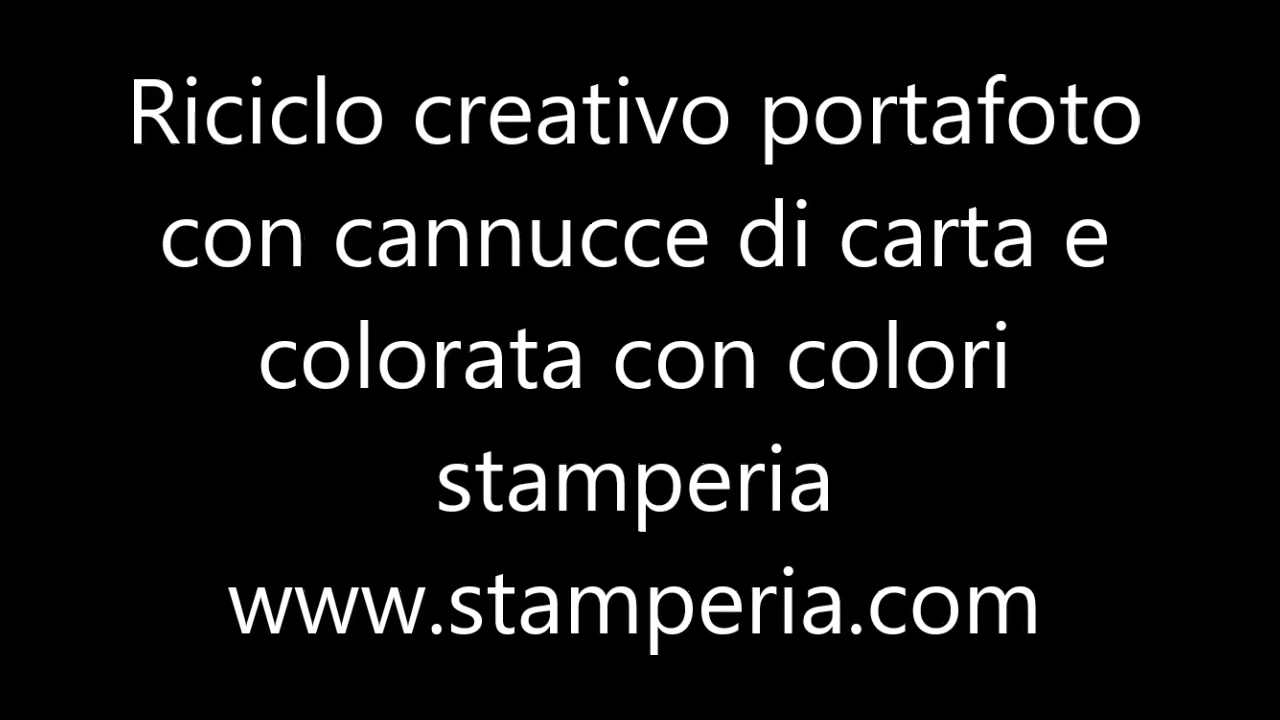 Riciclo creativo portafoto
con cannucce di carta e
colorata con colori
stamperia
www.stamperia.com